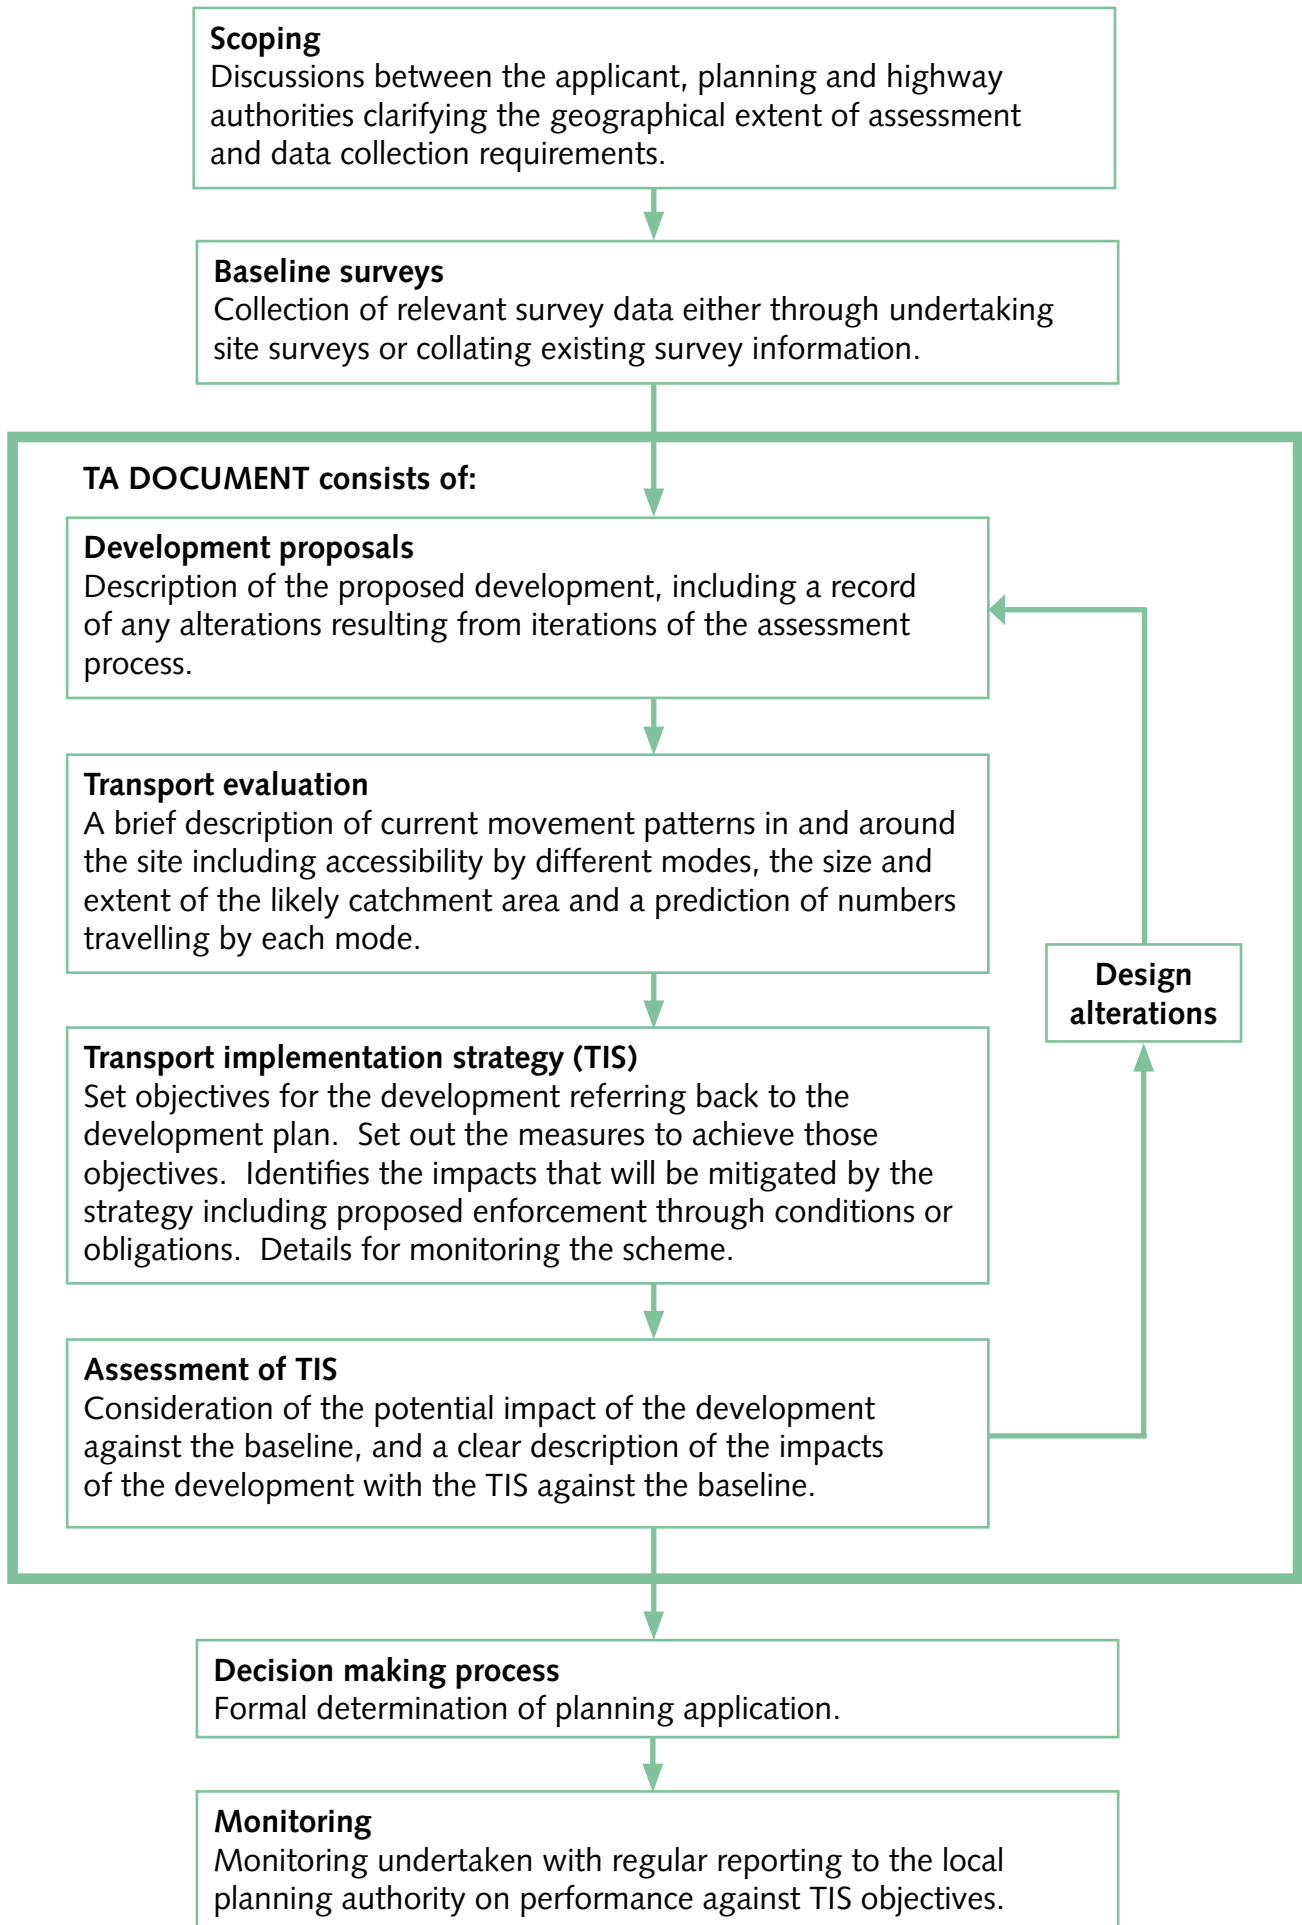 Scoping
Discussions between the applicant, planning and highway
authorities clarifying the geographical extent of assessment
and data collection requirements.
Baseline surveys
Collection of relevant survey data either through undertaking
site surveys or collating existing survey information.
TA DOCUMENT consists of:
Development proposals
Description of the proposed development, including a record
of any alterations resulting from iterations of the assessment
process.
Transport evaluation
A brief description of current movement patterns in and around
the site including accessibility by different modes, the size and
extent of the likely catchment area and a prediction of numbers
travelling by each mode.
Design
alterations
Transport implementation strategy (TIS)
Set objectives for the development referring back to the
development plan.  Set out the measures to achieve those
objectives.  Identifies the impacts that will be mitigated by the
strategy including proposed enforcement through conditions or
obligations.  Details for monitoring the scheme.
Assessment of TIS
Consideration of the potential impact of the development
against the baseline, and a clear description of the impacts
of the development with the TIS against the baseline.
Decision making process
Formal determination of planning application.
Monitoring
Monitoring undertaken with regular reporting to the local
planning authority on performance against TIS objectives.